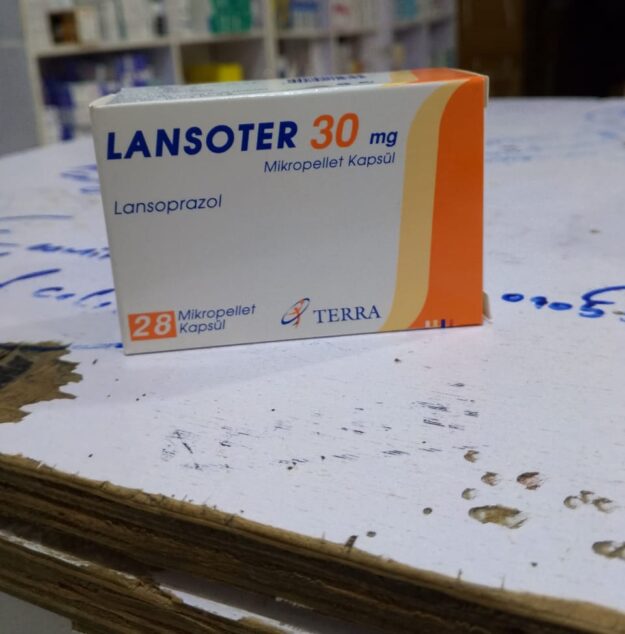 LANSOTER 30 mg
Mikropellet Kapsül
Lansoprazol
28 Mikropellet
Kapsül
TERRA